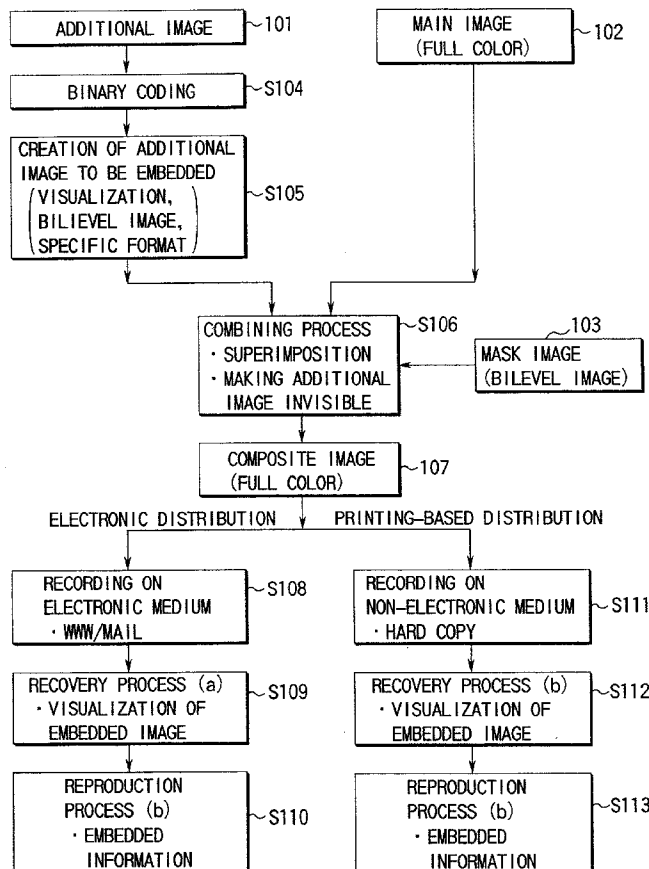 ADDITIONAL IMAGE
101
MAIN IMAGE
(FULL COLOR)
102
BINARY CODING
S104
CREATION OF ADDITIONAL
IMAGE TO BE EMBEDDED
(VISUALIZATION,
BILIEVEL IMAGE,
SPECIFIC FORMAT)
S105
COMBINING PROCESS
· SUPERIMPOSITION
· MAKING ADDITIONAL
IMAGE INVISIBLE
S106
103
MASK IMAGE
(BILEVEL IMAGE)
COMPOSITE IMAGE
(FULL COLOR)
107
ELECTRONIC DISTRIBUTION
PRINTING-BASED DISTRIBUTION
RECORDING ON
ELECTRONIC MEDIUM
· WWW/MAIL
S108
RECORDING ON
NON-ELECTRONIC MEDIUM
· HARD COPY
S111
RECOVERY PROCESS (a)
· VISUALIZATION OF
EMBEDDED IMAGE
S109
RECOVERY PROCESS (b)
· VISUALIZATION OF
EMBEDDED IMAGE
S112
REPRODUCTION
PROCESS (b)
· EMBEDDED
INFORMATION
S110
REPRODUCTION
PROCESS (b)
· EMBEDDED
INFORMATION
S113